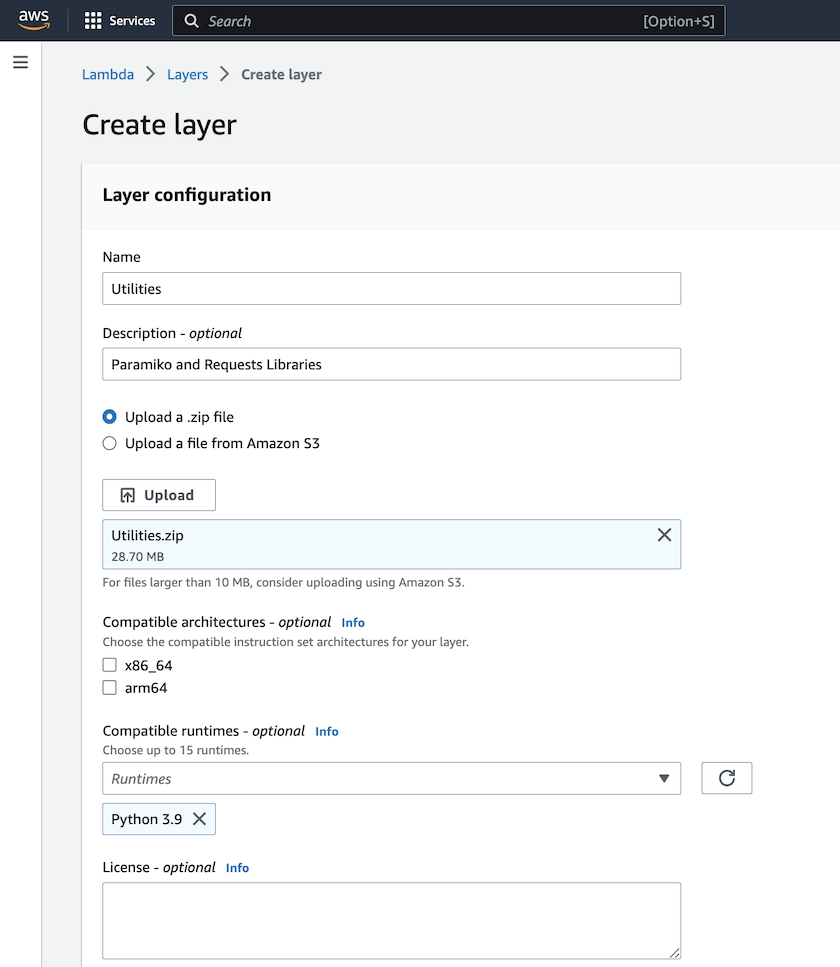 aws Services Search [Option+S]
Lambda Layers Create layer
Create layer
Layer configuration
Name
Utilities
Description - optional
Paramiko and Requests Libraries
Upload a .zip file
Upload a file from Amazon S3
Upload
Utilities.zip
28.70 MB
For files larger than 10 MB, consider uploading using Amazon S3.
Compatible architectures - optional Info
Choose the compatible instruction set architectures for your layer.
x86_64
arm64
Compatible runtimes - optional Info
Choose up to 15 runtimes.
Runtimes
Python 3.9
License - optional Info